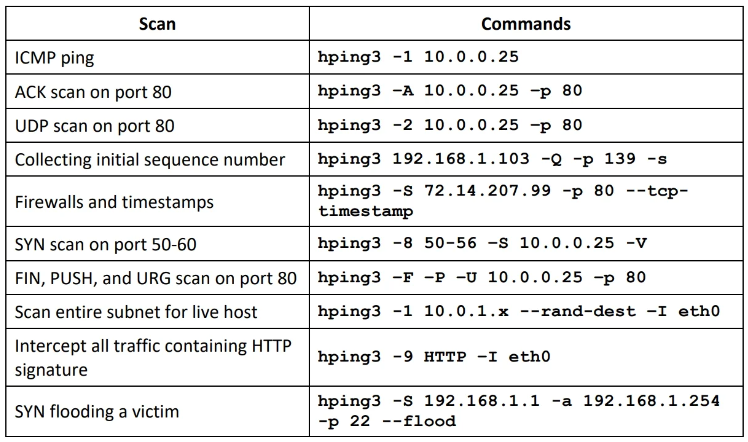 Scan Commands
ICMP ping hping3 -1 10.0.0.25
ACK scan on port 80 hping3 –A 10.0.0.25 –p 80
UDP scan on port 80 hping3 -2 10.0.0.25 –p 80
Collecting initial sequence number hping3 192.168.1.103 -Q -p 139 -s
Firewalls and timestamps
hping3 -S 72.14.207.99 -p 80 --tcp-
timestamp
SYN scan on port 50-60 hping3 -8 50-56 –S 10.0.0.25 -V
FIN, PUSH, and URG scan on port 80 hping3 –F –P –U 10.0.0.25 –p 80
Scan entire subnet for live host hping3 -1 10.0.1.x --rand-dest –I eth0
Intercept all traffic containing HTTP
signature
hping3 -9 HTTP –I eth0
SYN flooding a victim
hping3 -S 192.168.1.1 -a 192.168.1.254
-p 22 --flood